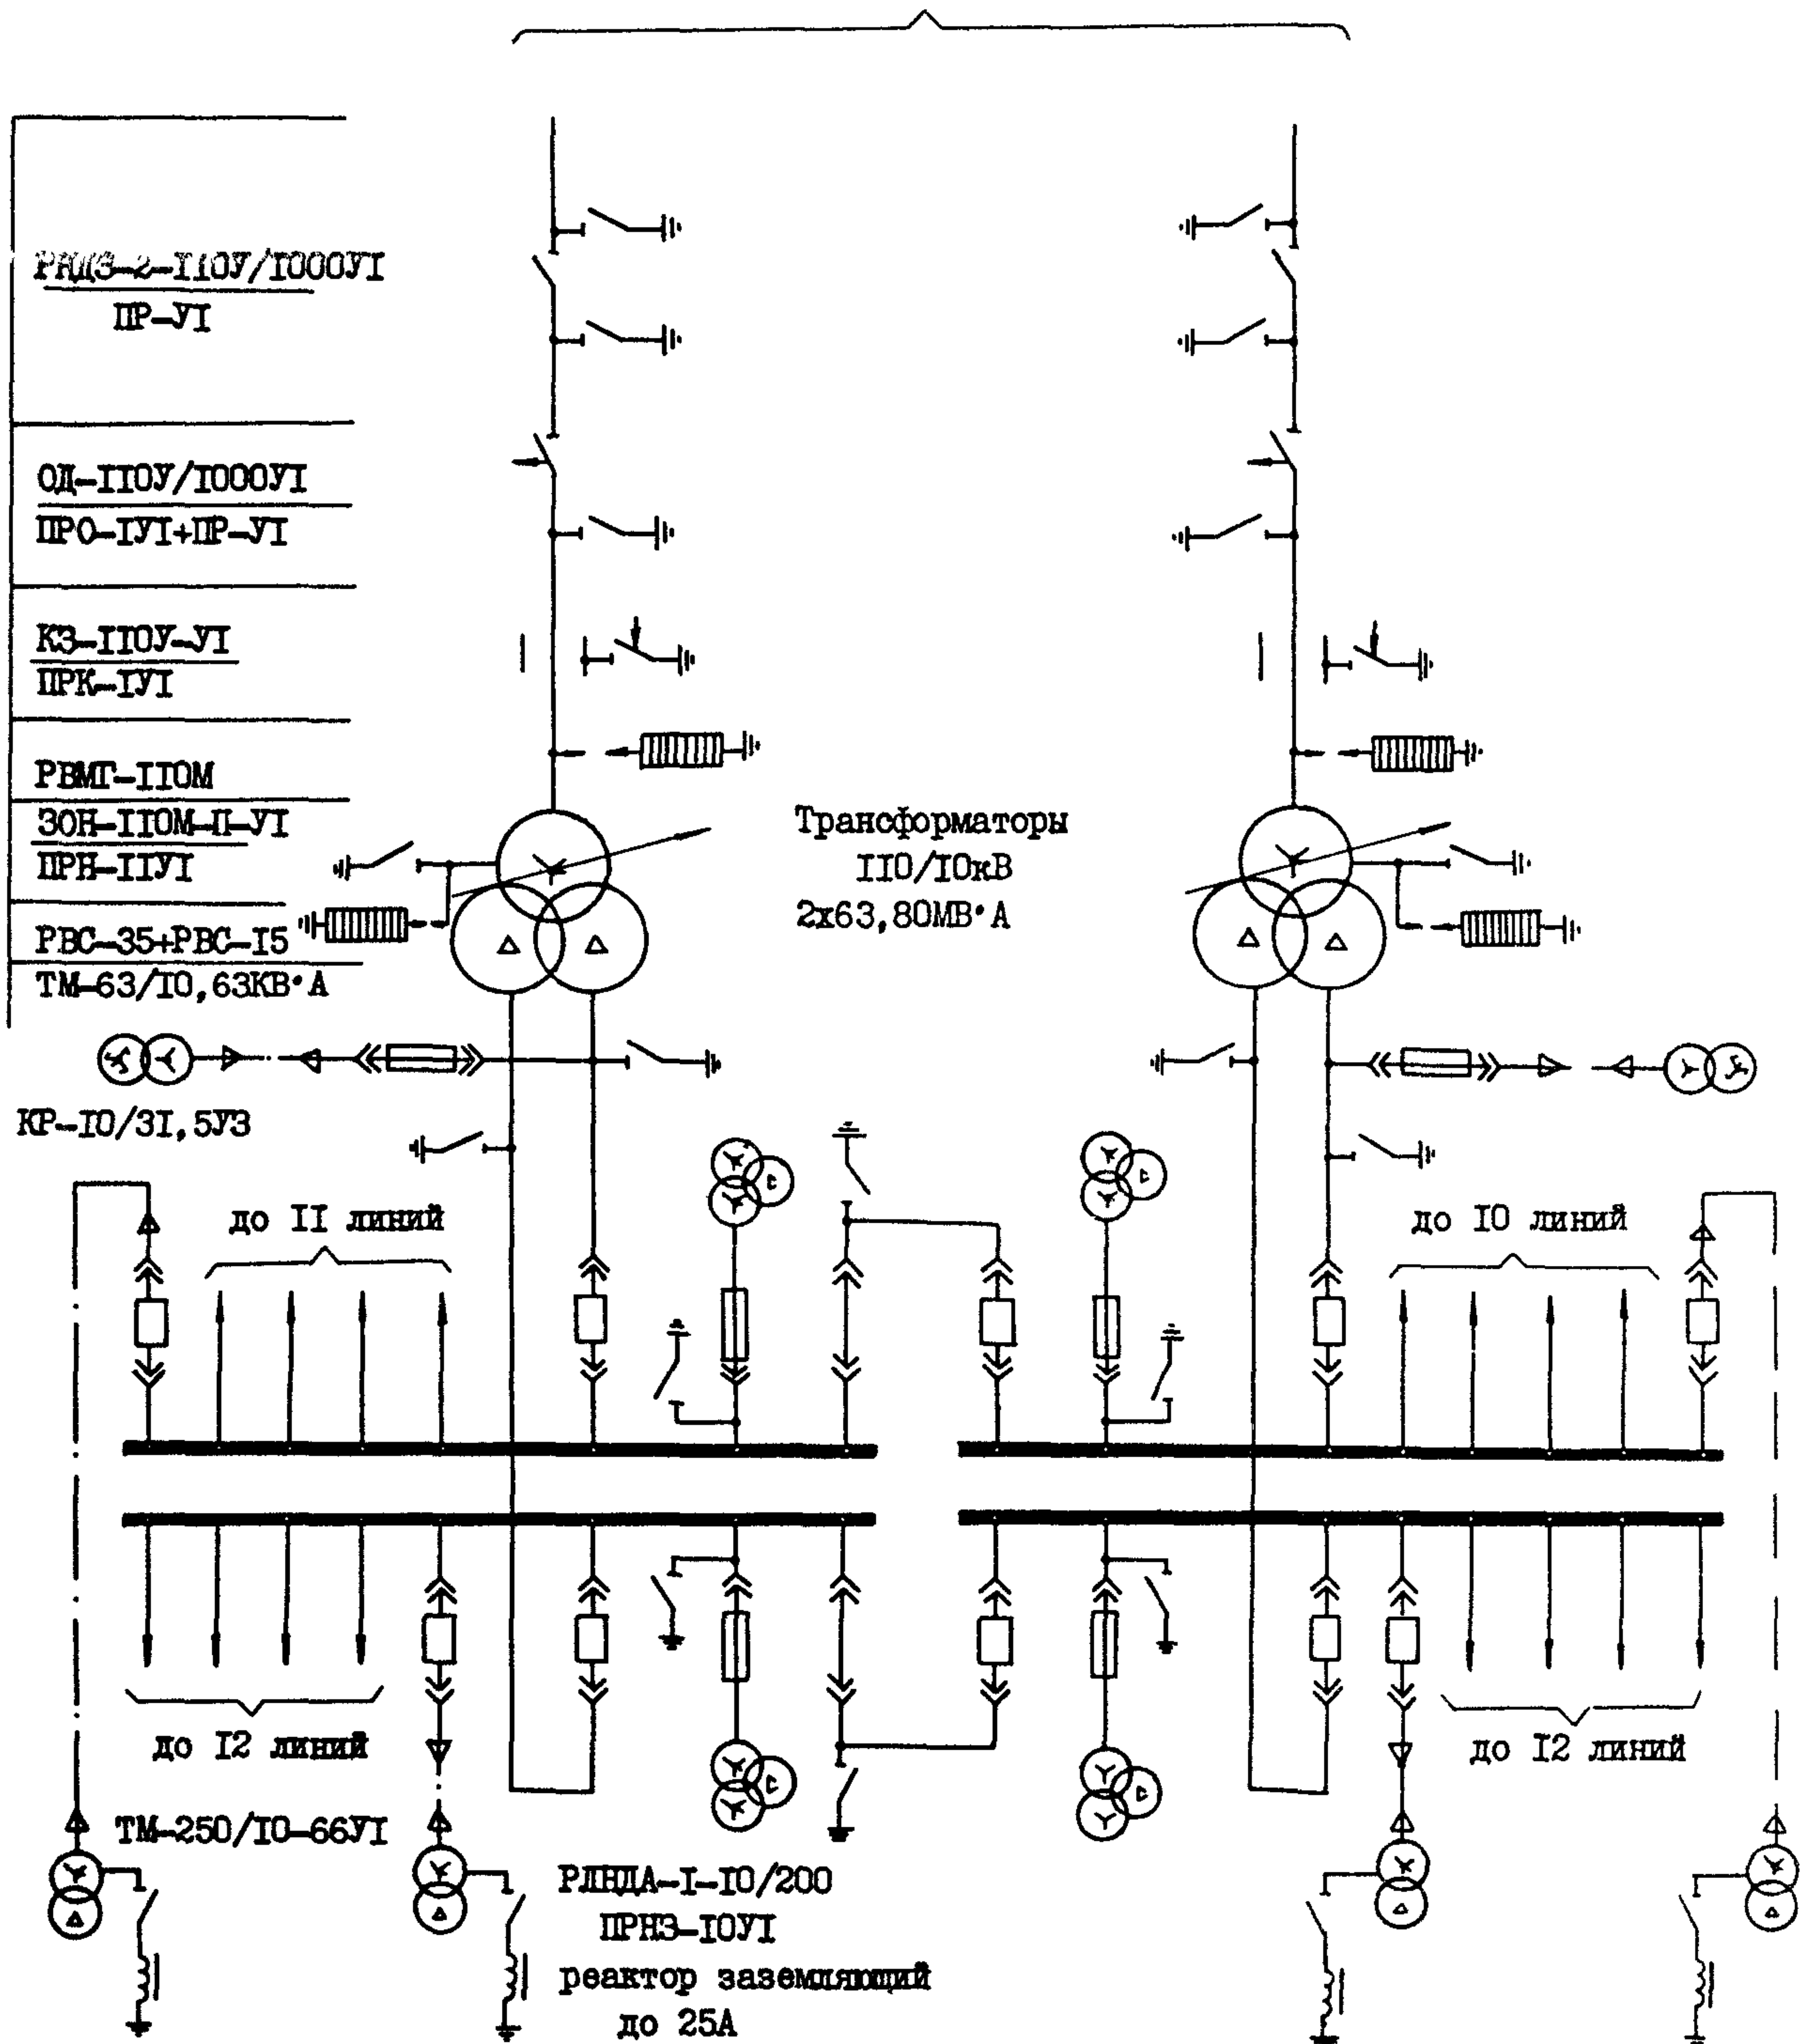 РНДЗ-2-110У/1000У1
ПР-У1
ОД-110У/1000У1
ПРО-1У1+ПР-У1
КЗ-110У-У1
ПРК-1У1
РВМГ-110М
ЗОН-110М-П-У1
ПРН-11У1
РВС-35+РВС-15
ТМ-63/10,63КВ·А
КР-10/31,5У3
Трансформаторы
110/10кВ
2х63,80МВ·А
до 11 линий
до 10 линий
до 12 линий
до 12 линий
ТМ-250/10-66У1
РЛНДА-1-10/200
ПРНЗ-10У1
реактор заземляющий
до 25А